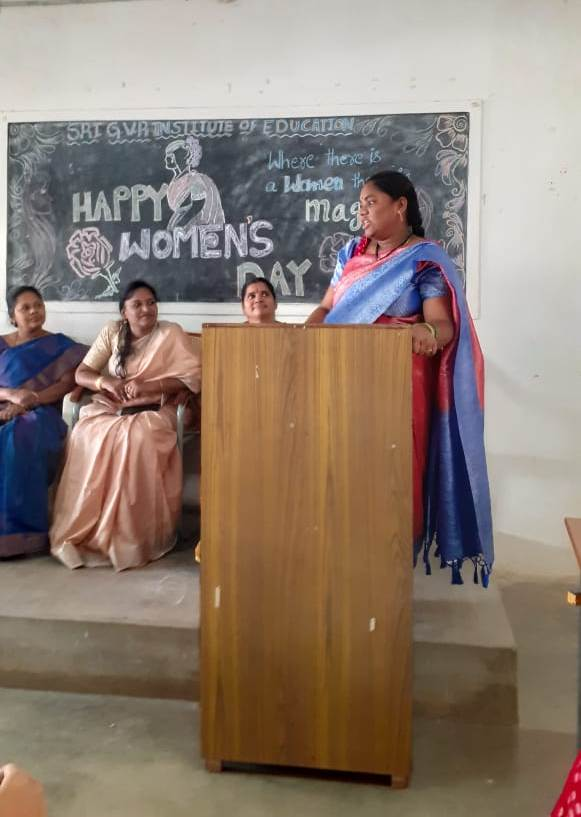 SRI G.V.R INSTITUTE OF EDUCATION
Where there is
a Women
HAPPY
WOMEN'S
DAY